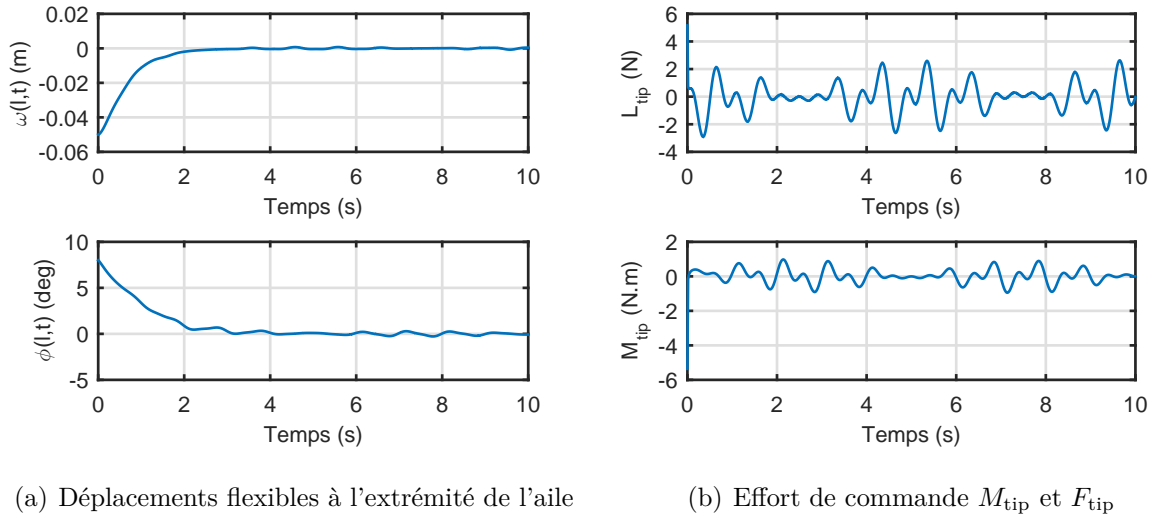 0.02
0
-0.02
-0.04
-0.06
ω(l,t) (m)
0 2 4 6 8 10
Temps (s)
10
5
0
-5
ϕ(l,t) (deg)
0 2 4 6 8 10
Temps (s)
(a) Déplacements flexibles à l'extrémité de l'aile
6
4
2
0
-2
-4
L_tip (N)
0 2 4 6 8 10
Temps (s)
2
0
-2
-4
-6
M_tip (N.m)
0 2 4 6 8 10
Temps (s)
(b) Effort de commande M_tip et F_tip